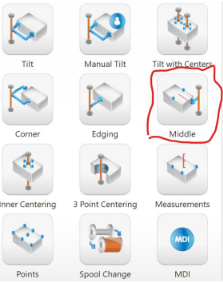 Tilt Manual Tilt Tilt with Centers
Corner Edging Middle
Inner Centering 3 Point Centering Measurements
MDI
Points Spool Change MDI